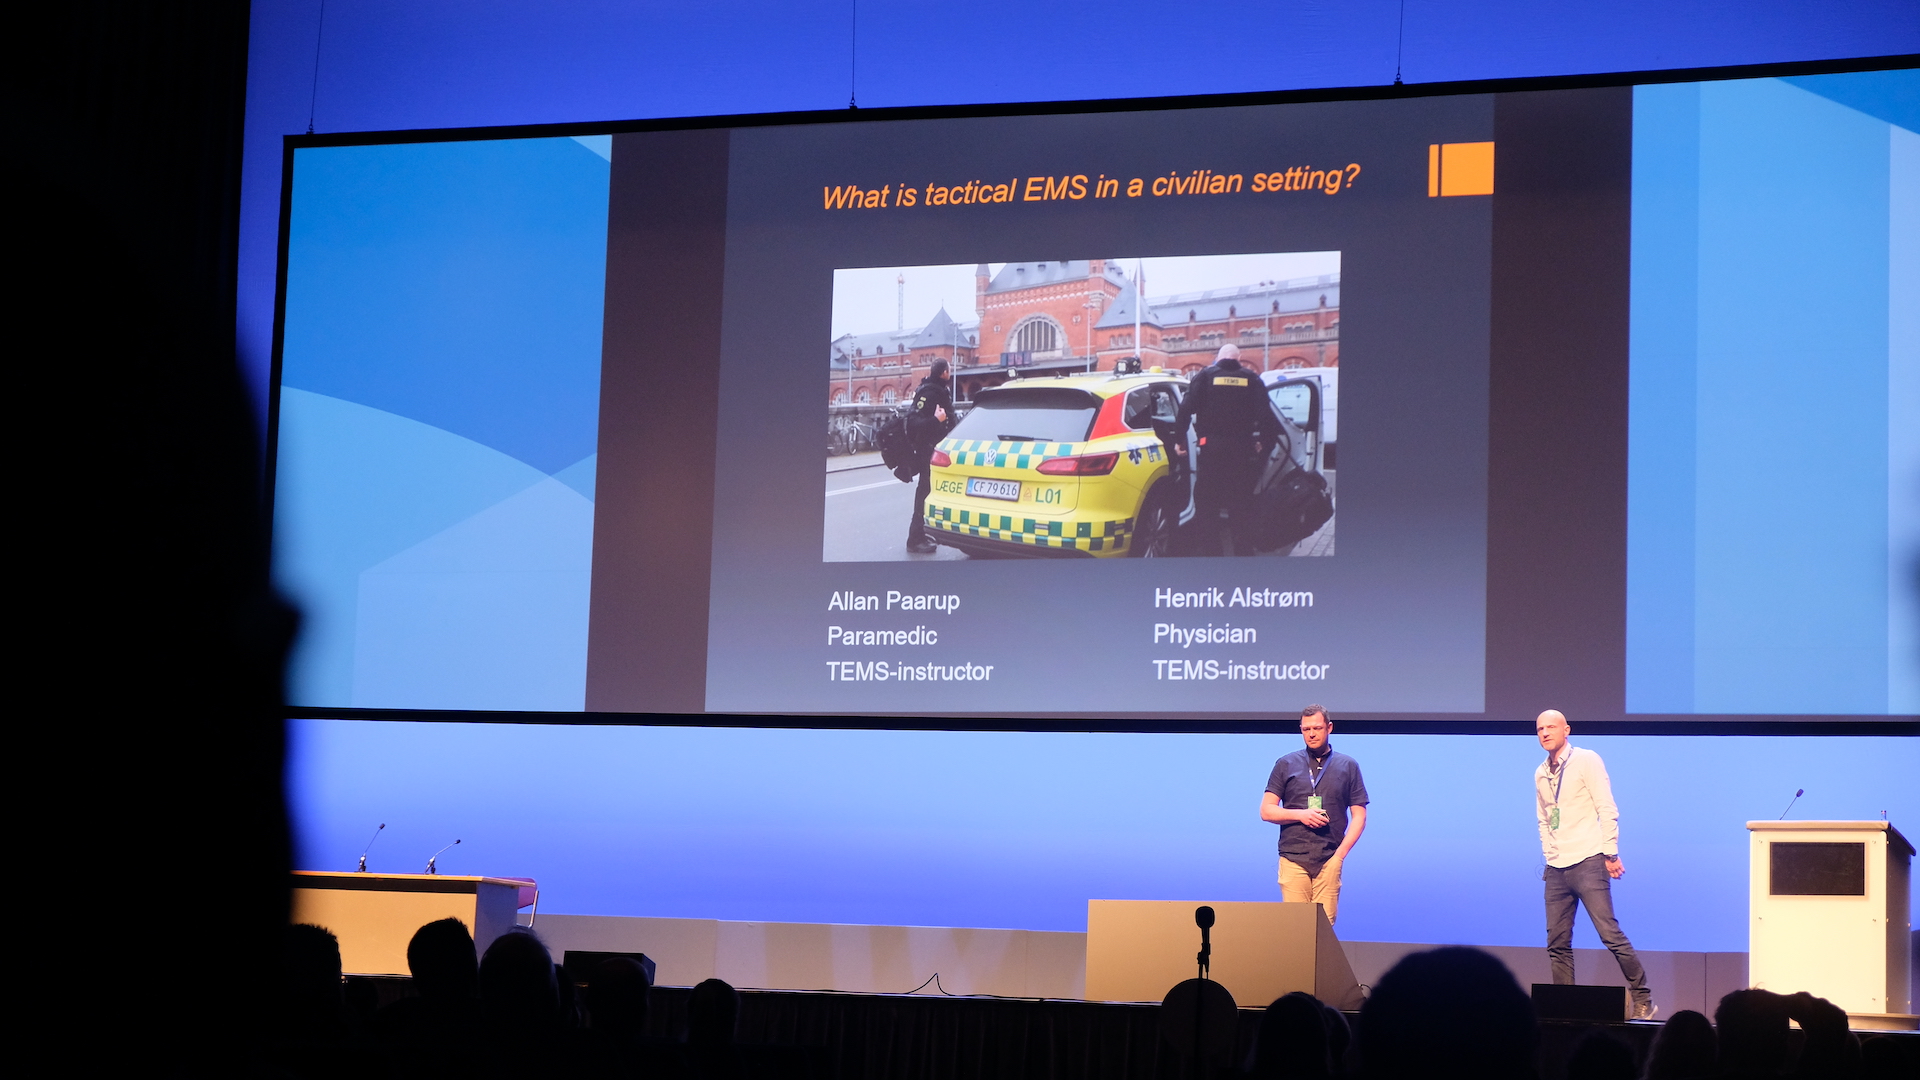 What is tactical EMS in a civilian setting?
TEMS
LÆGE CF 79 616 L01
Allan Paarup
Paramedic
TEMS-instructor
Henrik Alstrøm
Physician
TEMS-instructor